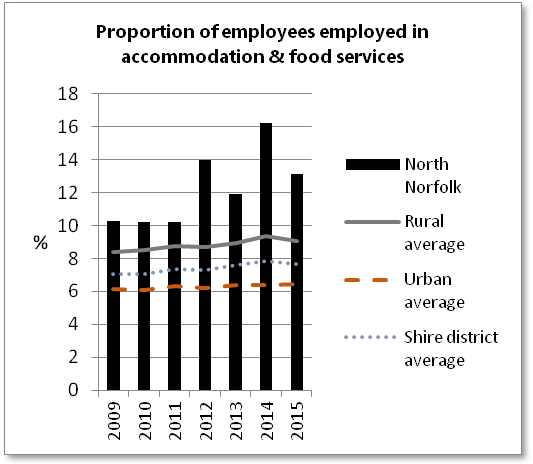 Proportion of employees employed in
accommodation & food services
18
16
14
12
10
8
6
4
2
0
%
2009
2010
2011
2012
2013
2014
2015
North
Norfolk
Rural
average
Urban
average
Shire district
average